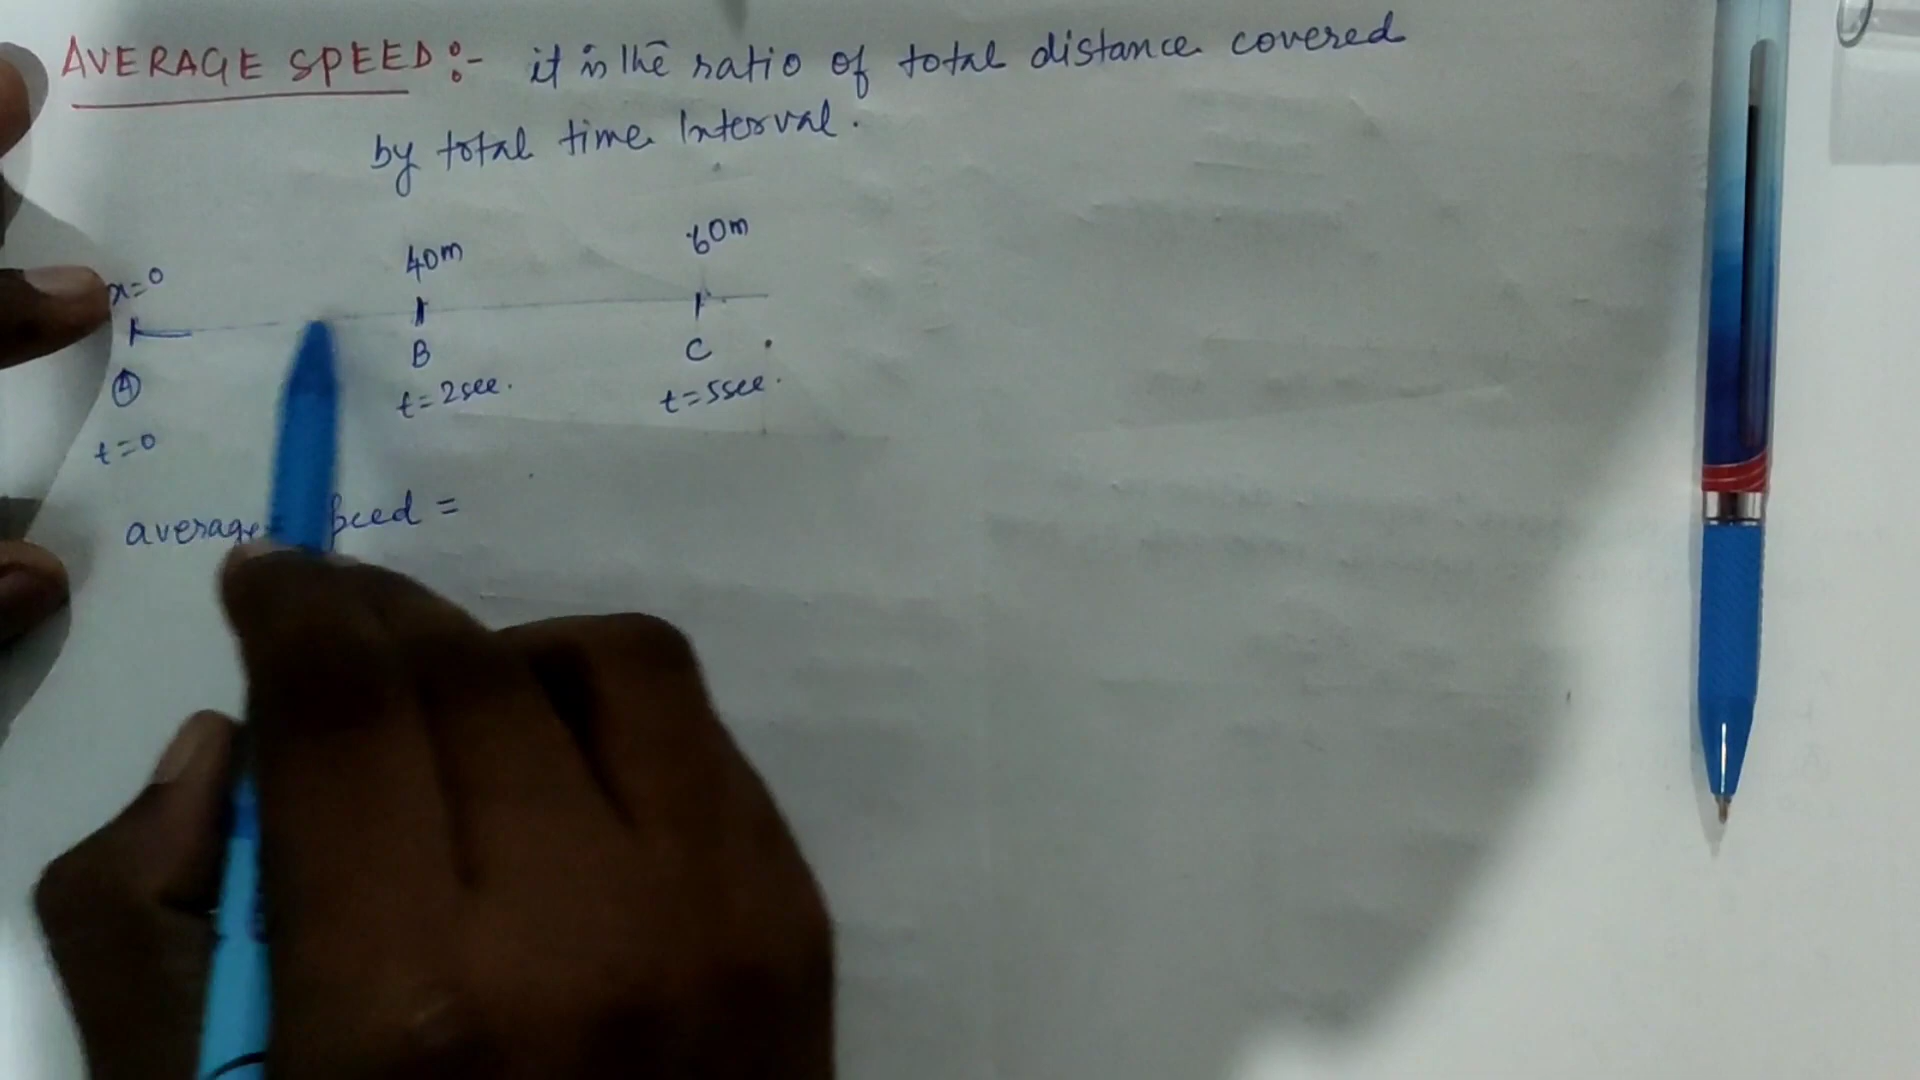 AVERAGE SPEED :- it is the ratio of total distance covered
by total time Interval.
x=0 40m 60m
A B C
t=0 t=2sec. t=5sec.
average speed =